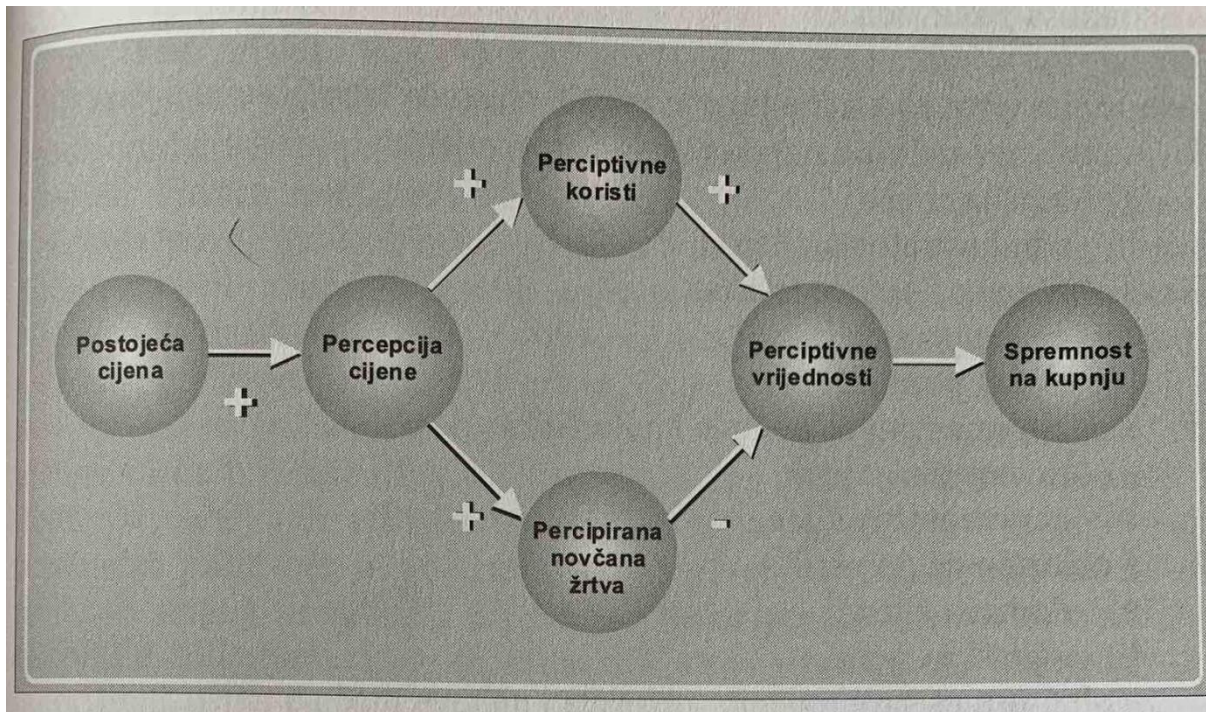 Perciptivne
koristi
+
+
Postojeća
cijena
+
Percepcija
cijene
Perciptivne
vrijednosti
Spremnost
na kupnju
+
-
Percipirana
novčana
žrtva